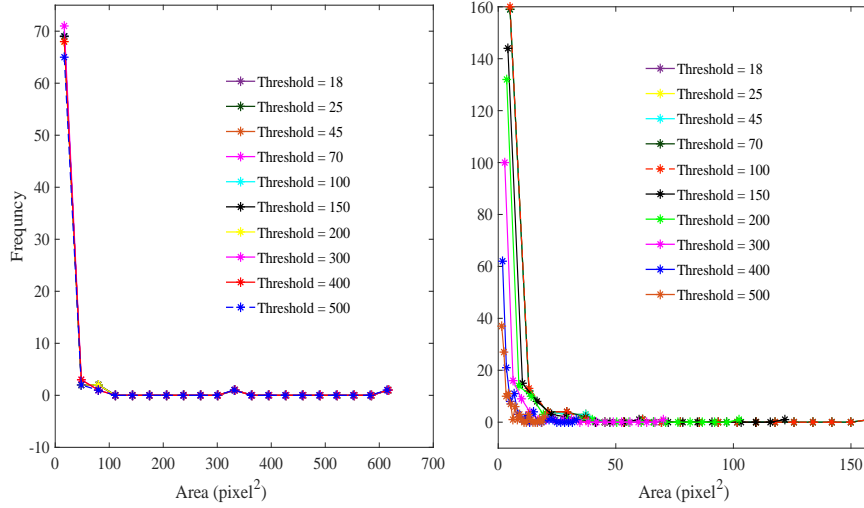 70
60
50
40
30
20
10
0
-10
Frequncy
0
100
200
300
400
500
600
700
Area (pixel2)
Threshold = 18
Threshold = 25
Threshold = 45
Threshold = 70
Threshold = 100
Threshold = 150
Threshold = 200
Threshold = 300
Threshold = 400
Threshold = 500
160
140
120
100
80
60
40
20
0
0
50
100
150
Area (pixel2)
Threshold = 18
Threshold = 25
Threshold = 45
Threshold = 70
Threshold = 100
Threshold = 150
Threshold = 200
Threshold = 300
Threshold = 400
Threshold = 500